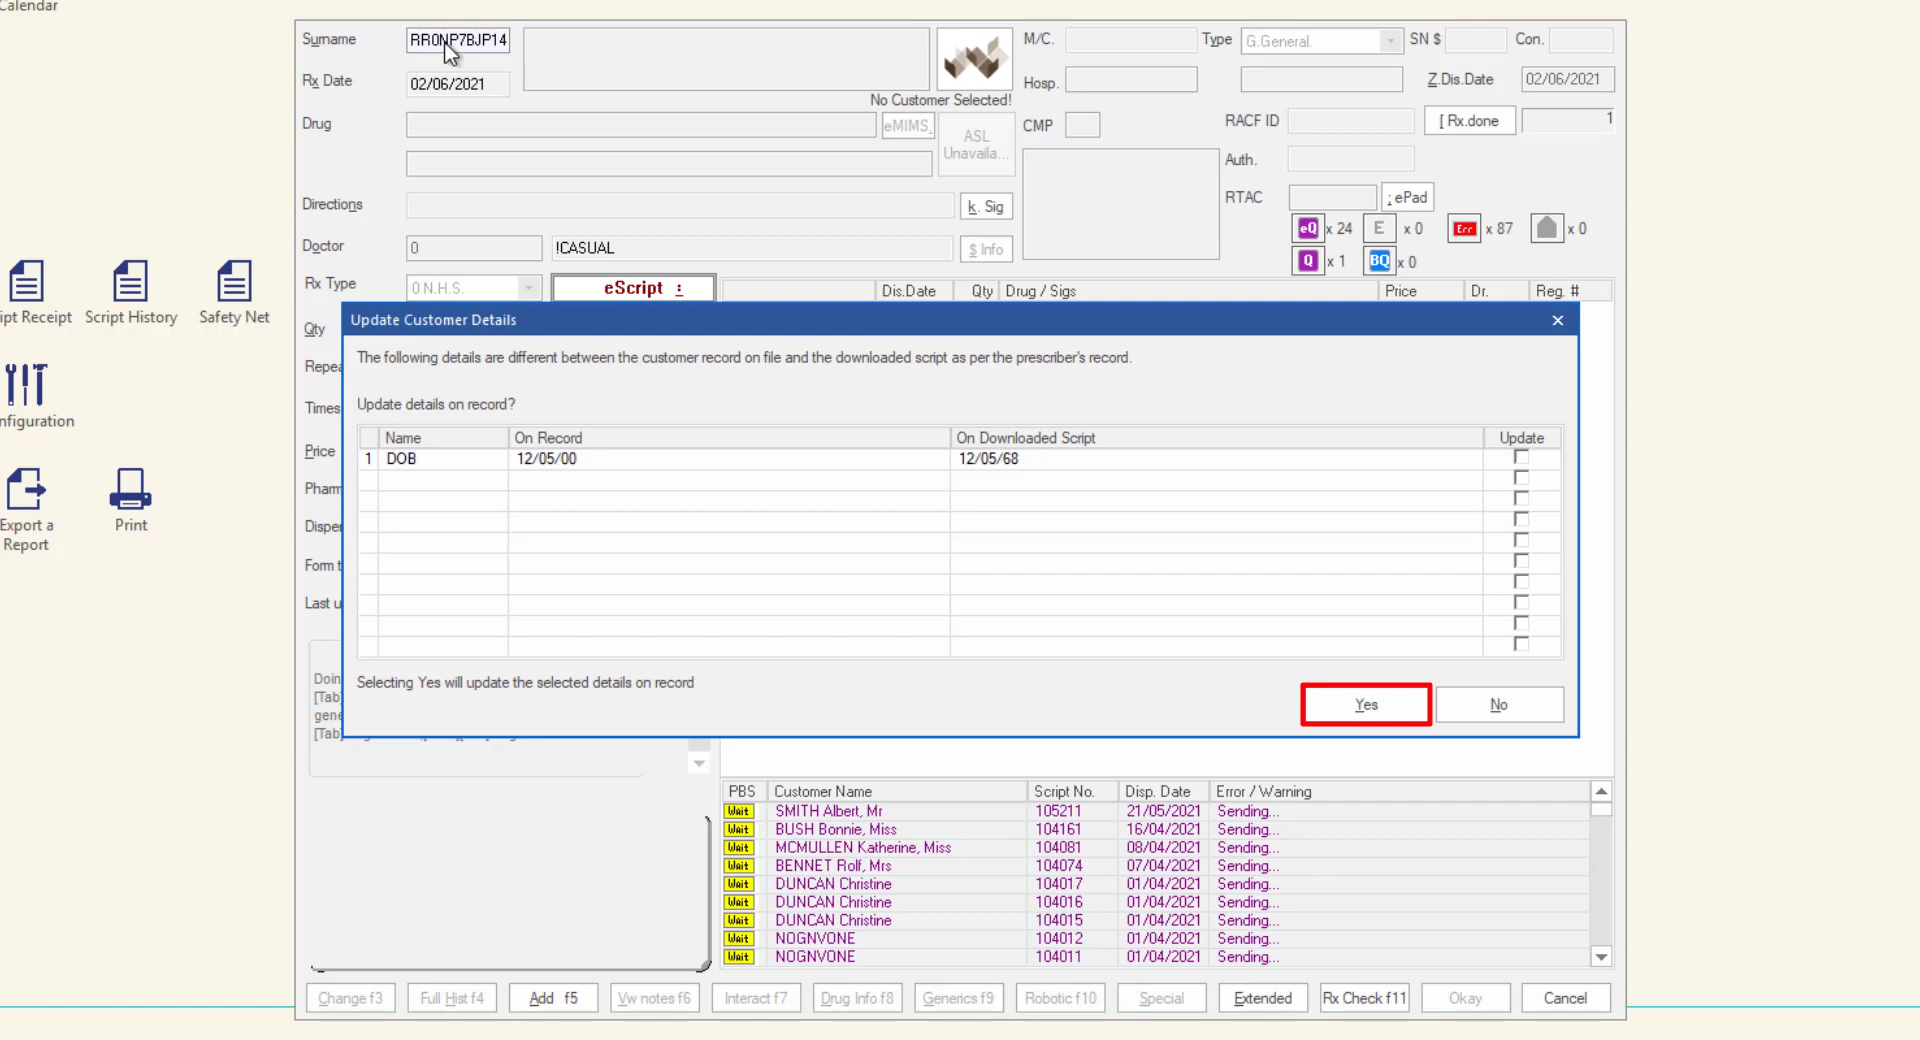 Calendar
Surname RR0NP7BJP14 M/C. Type G.General. SN $ Con.
Rx Date 02/06/2021 Hosp. Z.Dis.Date 02/06/2021
No Customer Selected!
Drug eMIMS. ASL Unavaila... CMP RACF ID [ Rx.done 1
Auth.
Directions k. Sig RTAC ; ePad
eQ x 24 E x 0 Err x 87 x 0
Doctor 0 !CASUAL $ Info
Q x 1 BQ x 0
Rx Type 0 N.H.S. eScript : Dis.Date Qty Drug / Sigs Price Dr. Reg. #
ipt Receipt Script History Safety Net
nfiguration
Export a Report
Print
Qty
Repea
Times
Price
Pharm
Disper
Form t
Last u
Update Customer Details
The following details are different between the customer record on file and the downloaded script as per the prescriber's record.
Update details on record?
Name On Record On Downloaded Script Update
1 DOB 12/05/00 12/05/68
Selecting Yes will update the selected details on record
Yes No
Doin
[Tab]
gene
[Tab]
PBS Customer Name Script No. Disp. Date Error / Warning
Wait SMITH Albert, Mr 105211 21/05/2021 Sending...
Wait BUSH Bonnie, Miss 104161 16/04/2021 Sending...
Wait MCMULLEN Katherine, Miss 104081 08/04/2021 Sending...
Wait BENNET Rolf, Mrs 104074 07/04/2021 Sending...
Wait DUNCAN Christine 104017 01/04/2021 Sending...
Wait DUNCAN Christine 104016 01/04/2021 Sending...
Wait DUNCAN Christine 104015 01/04/2021 Sending...
Wait NOGNVONE 104012 01/04/2021 Sending...
Wait NOGNVONE 104011 01/04/2021 Sending...
Change f3 Full Hist f4 Add f5 Vw notes f6 Interact f7 Drug Info f8 Generics f9 Robotic f10 Special Extended Rx Check f11 Okay Cancel